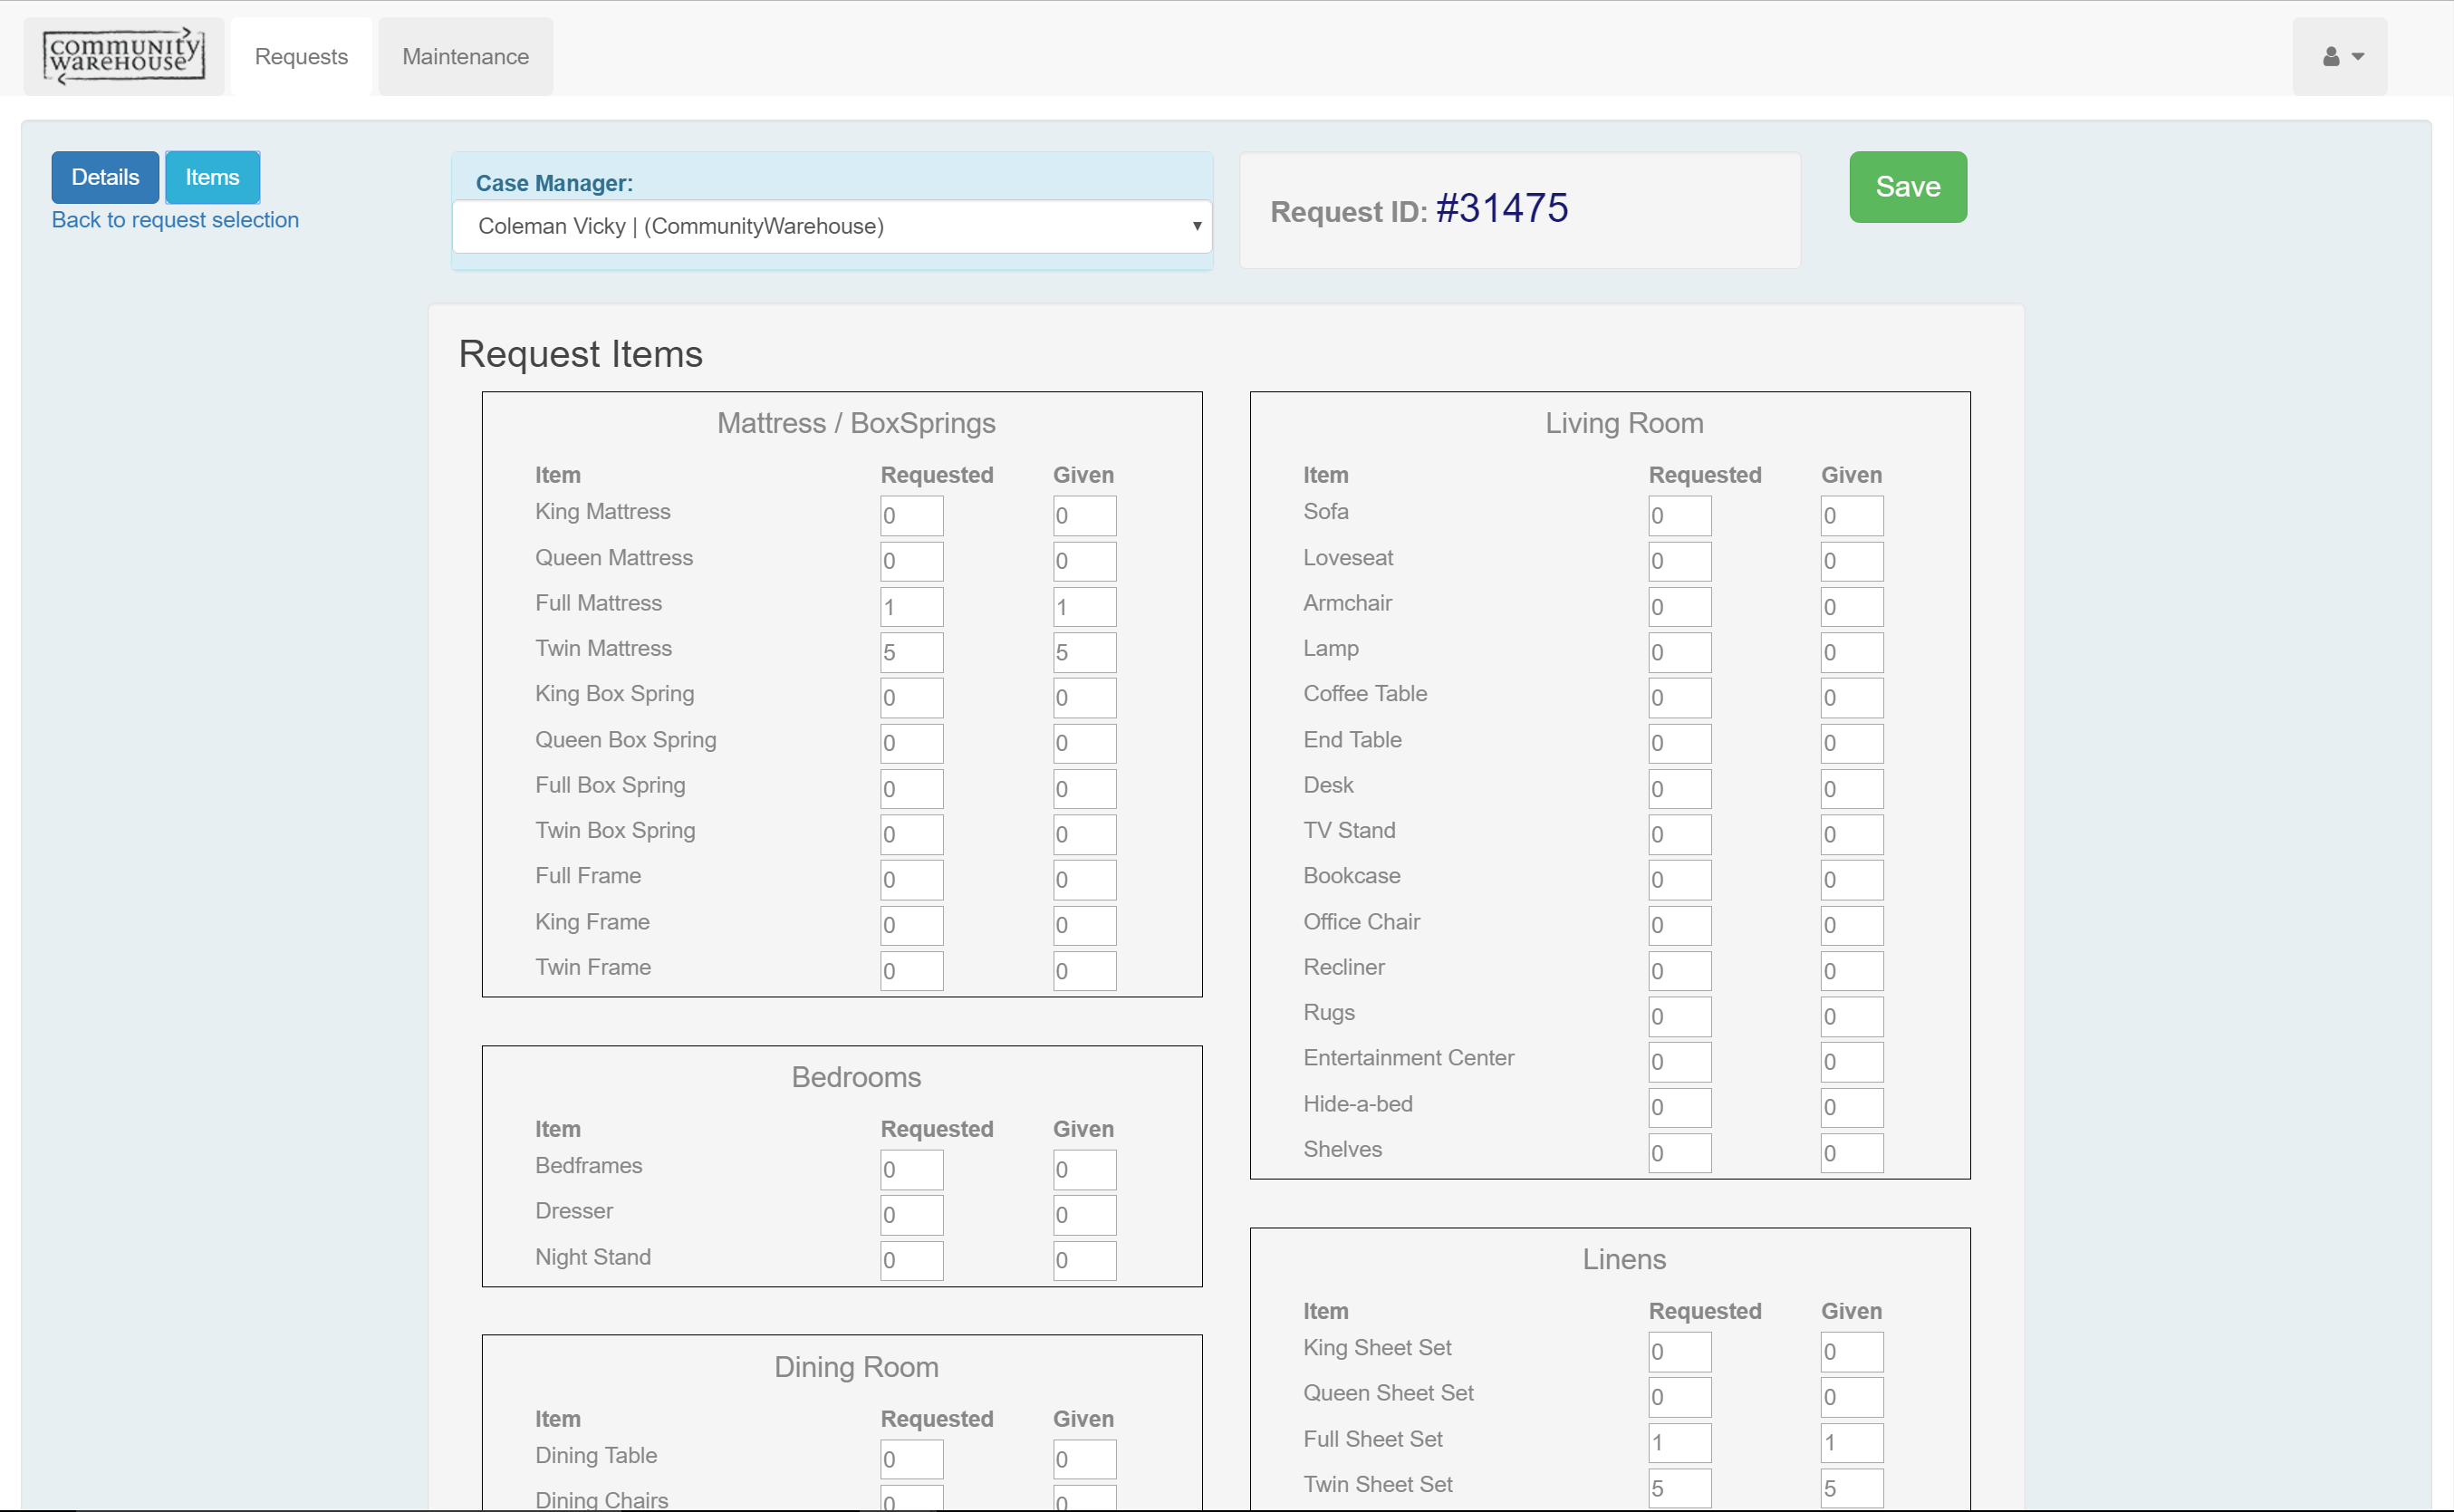 COMMUNITY
WAREHOUSE
Requests
Maintenance
Details
Items
Back to request selection
Case Manager:
Coleman Vicky | (CommunityWarehouse)
Request ID: #31475
Save
Request Items
Mattress / BoxSprings
Item Requested Given
King Mattress 0 0
Queen Mattress 0 0
Full Mattress 1 1
Twin Mattress 5 5
King Box Spring 0 0
Queen Box Spring 0 0
Full Box Spring 0 0
Twin Box Spring 0 0
Full Frame 0 0
King Frame 0 0
Twin Frame 0 0
Bedrooms
Item Requested Given
Bedframes 0 0
Dresser 0 0
Night Stand 0 0
Dining Room
Item Requested Given
Dining Table 0 0
Dining Chairs 0 0
Living Room
Item Requested Given
Sofa 0 0
Loveseat 0 0
Armchair 0 0
Lamp 0 0
Coffee Table 0 0
End Table 0 0
Desk 0 0
TV Stand 0 0
Bookcase 0 0
Office Chair 0 0
Recliner 0 0
Rugs 0 0
Entertainment Center 0 0
Hide-a-bed 0 0
Shelves 0 0
Linens
Item Requested Given
King Sheet Set 0 0
Queen Sheet Set 0 0
Full Sheet Set 1 1
Twin Sheet Set 5 5